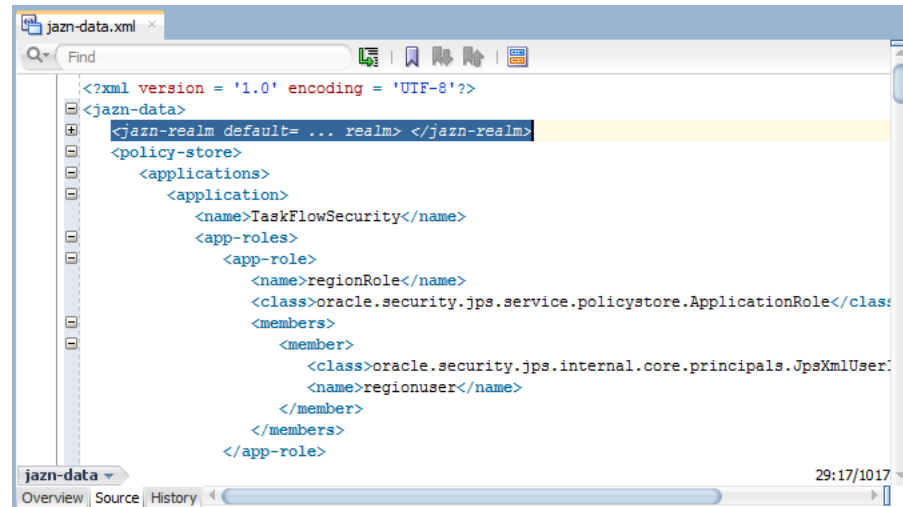 jazn-data.xml
Find
<?xml version = '1.0' encoding = 'UTF-8'?>
<jazn-data>
<jazn-realm default= ... realm> </jazn-realm>
<policy-store>
<applications>
<application>
<name>TaskFlowSecurity</name>
<app-roles>
<app-role>
<name>regionRole</name>
<class>oracle.security.jps.service.policystore.ApplicationRole</clas
<members>
<member>
<class>oracle.security.jps.internal.core.principals.JpsXmlUser
<name>regionuser</name>
</member>
</members>
</app-role>
jazn-data 29:17/1017
Overview Source History